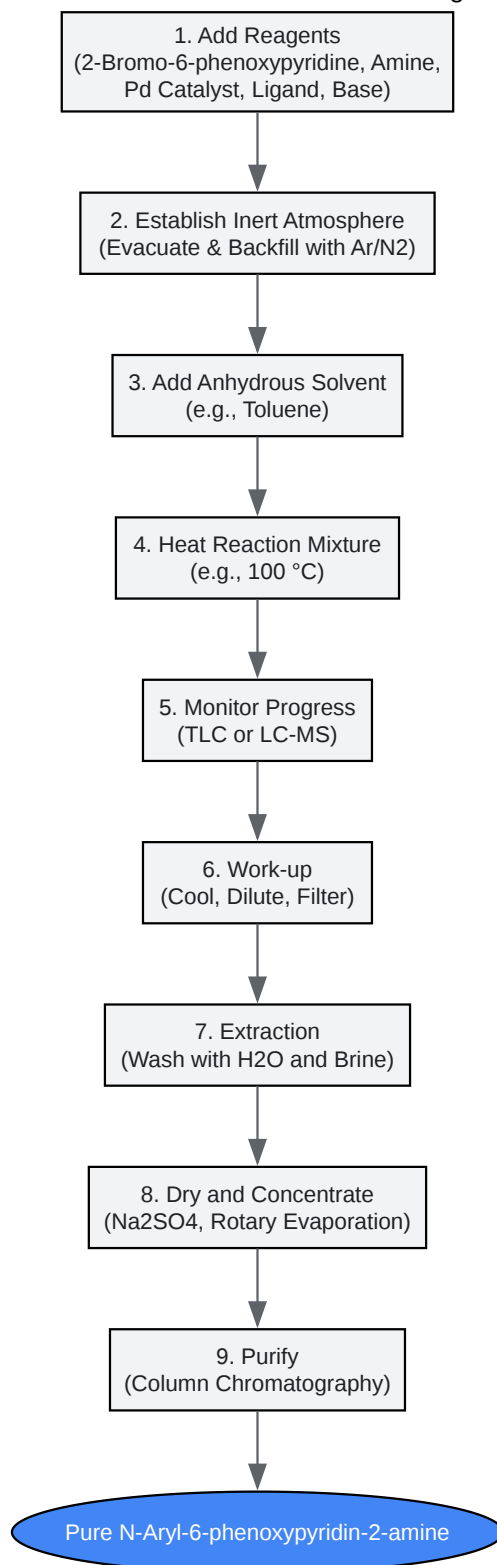 1. Add Reagents
(2-Bromo-6-phenoxypyridine, Amine,
Pd Catalyst, Ligand, Base)
2. Establish Inert Atmosphere
(Evacuate & Backfill with Ar/N2)
3. Add Anhydrous Solvent
(e.g., Toluene)
4. Heat Reaction Mixture
(e.g., 100 °C)
5. Monitor Progress
(TLC or LC-MS)
6. Work-up
(Cool, Dilute, Filter)
7. Extraction
(Wash with H2O and Brine)
8. Dry and Concentrate
(Na2SO4, Rotary Evaporation)
9. Purify
(Column Chromatography)
Pure N-Aryl-6-phenoxypyridin-2-amine